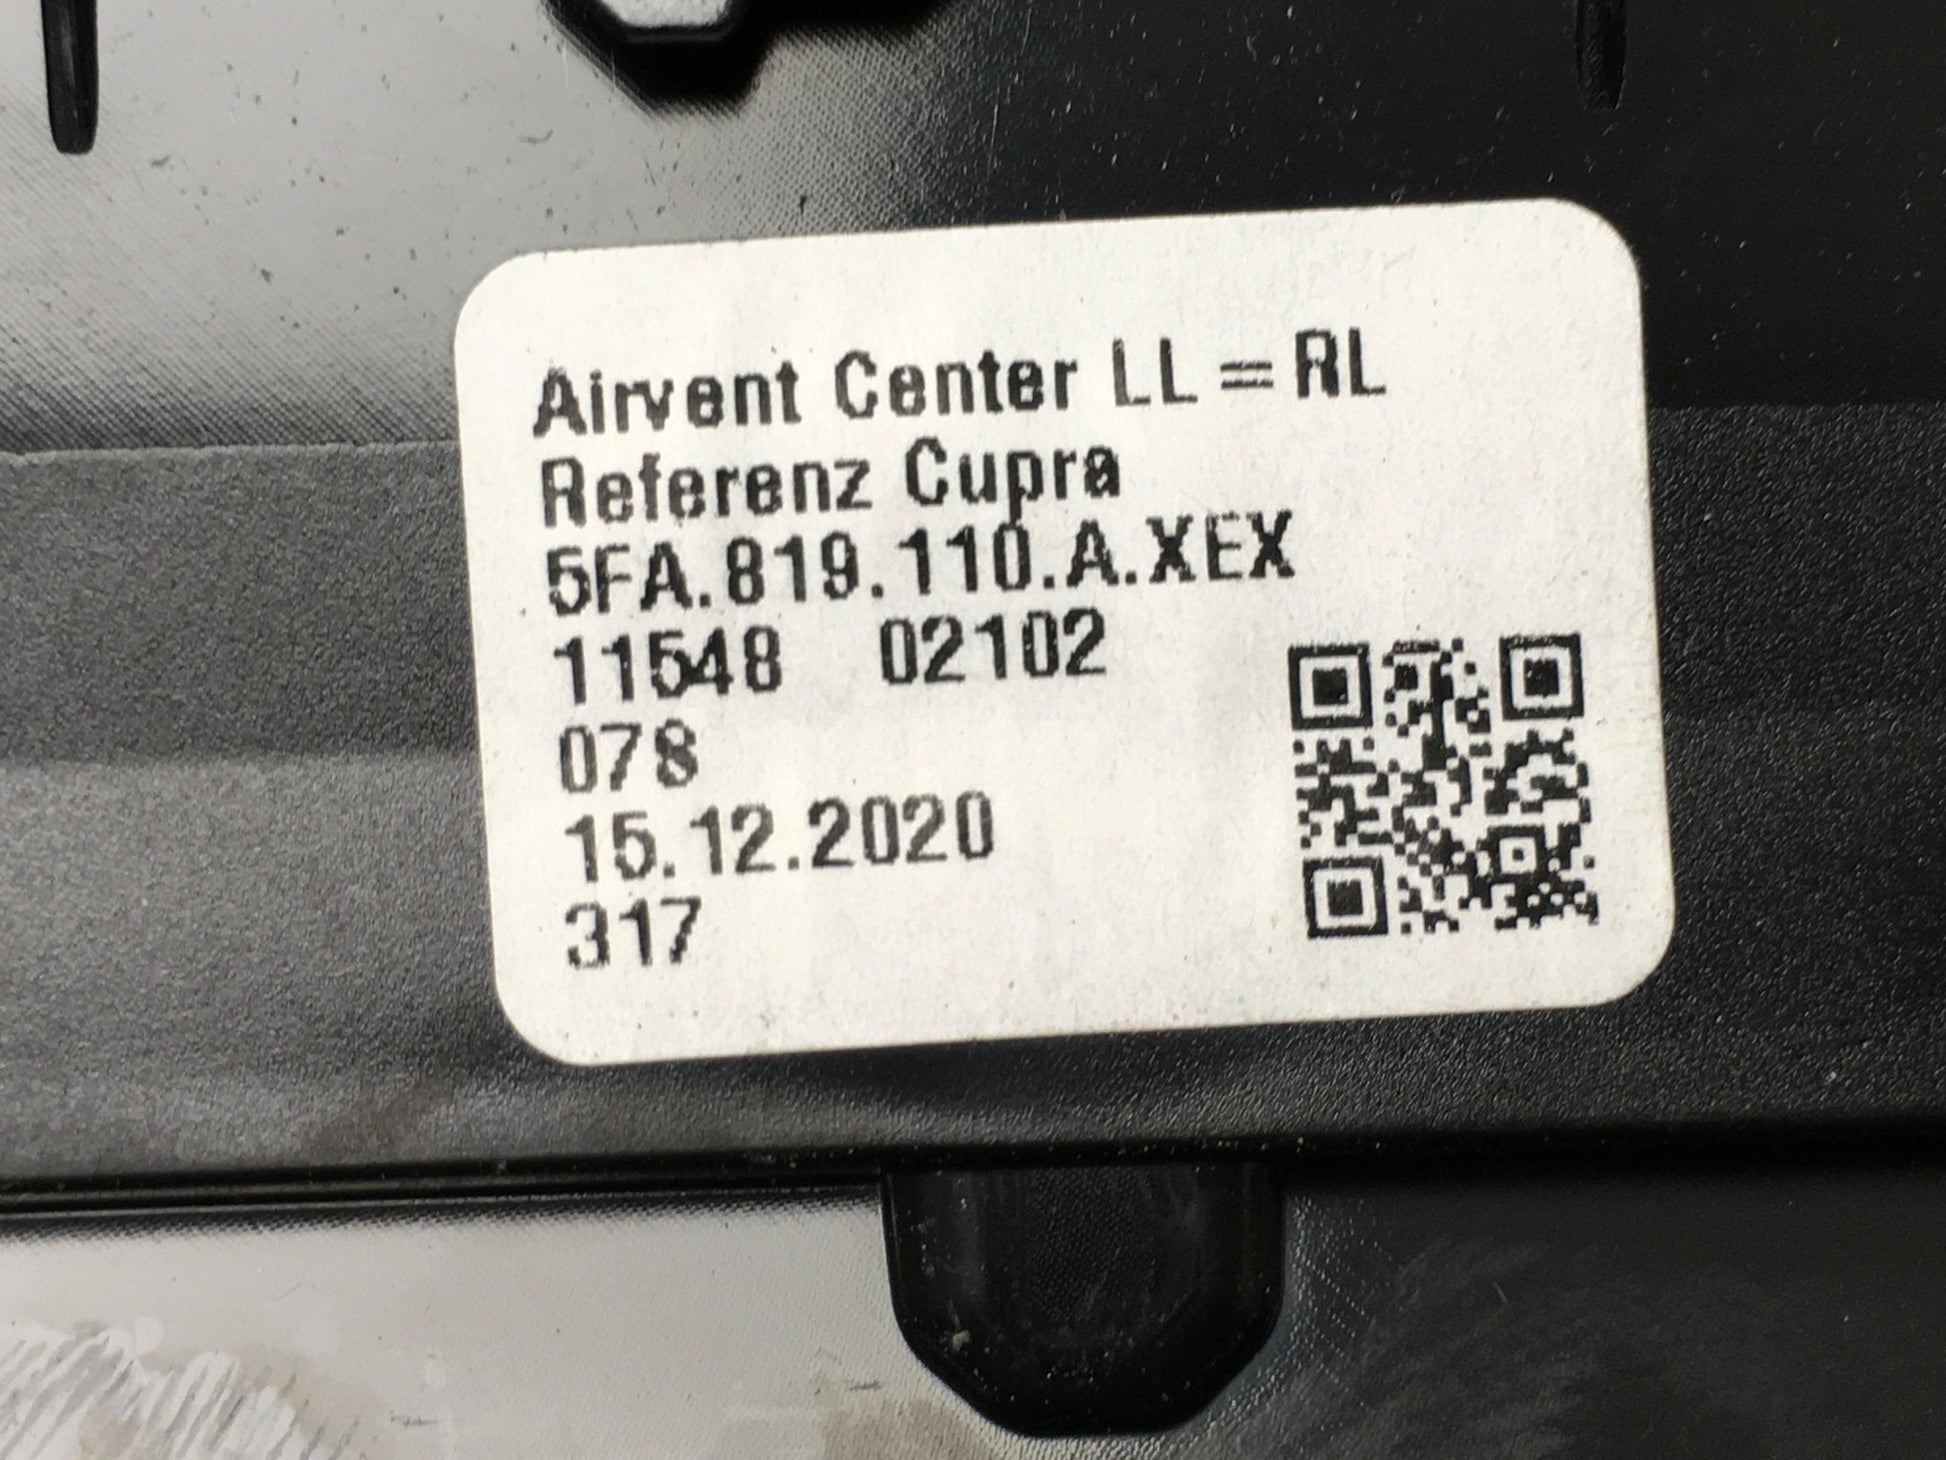 Airvent Center LL = RL
Referenz Cupra
5FA.819.110.A.XEX
11548 02102
078
15.12.2020
317